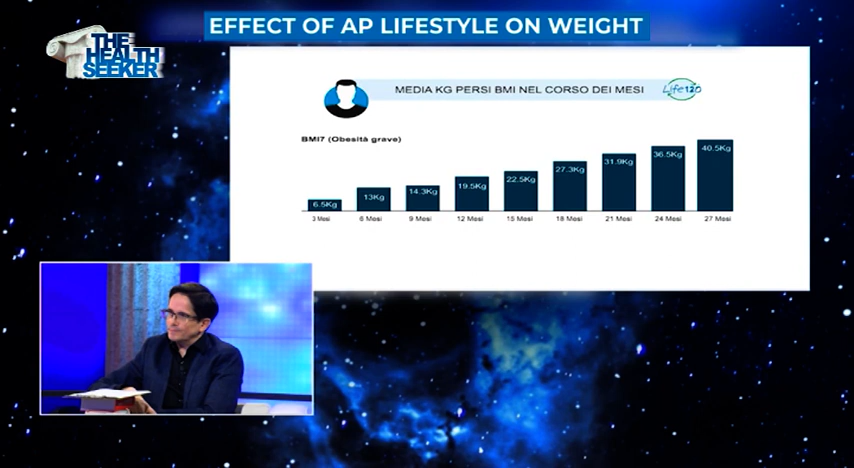 EFFECT OF AP LIFESTYLE ON WEIGHT
THE
HEALTH
SEEKER
MEDIA KG PERSI BMI NEL CORSO DEI MESI
Life120
BMI7 (Obesità grave)
6.5Kg 13Kg 14.3Kg 19.5Kg 22.5Kg 27.3Kg 31.9Kg 36.5Kg 40.5Kg
3 Mesi 6 Mesi 9 Mesi 12 Mesi 15 Mesi 18 Mesi 21 Mesi 24 Mesi 27 Mesi